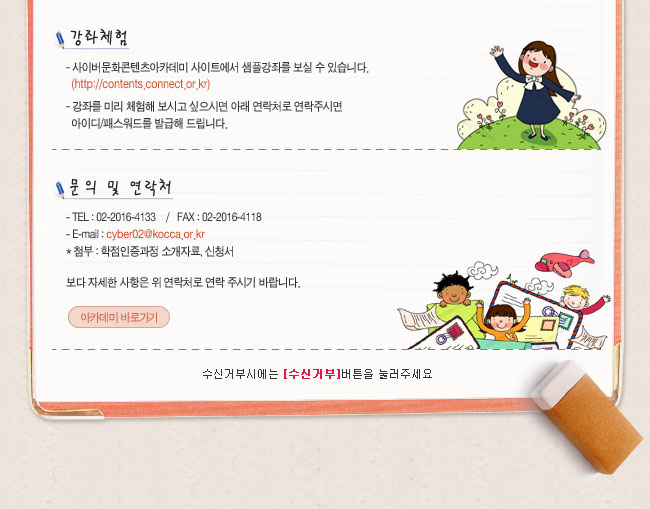 강좌체험
- 사이버문화콘텐츠아카데미 사이트에서 샘플강좌를 보실 수 있습니다.
(http://contents.connect.or.kr)
- 강좌를 미리 체험해 보시고 싶으시면 아래 연락처로 연락주시면
아이디/패스워드를 발급해 드립니다.
문의 및 연락처
- TEL : 02-2016-4133 / FAX : 02-2016-4118
- E-mail : cyber02@kocca.or.kr
* 첨부 : 학점인증과정 소개자료, 신청서
보다 자세한 사항은 위 연락처로 연락 주시기 바랍니다.
아카데미 바로가기
수신거부시에는 [수신거부]버튼을 눌러주세요